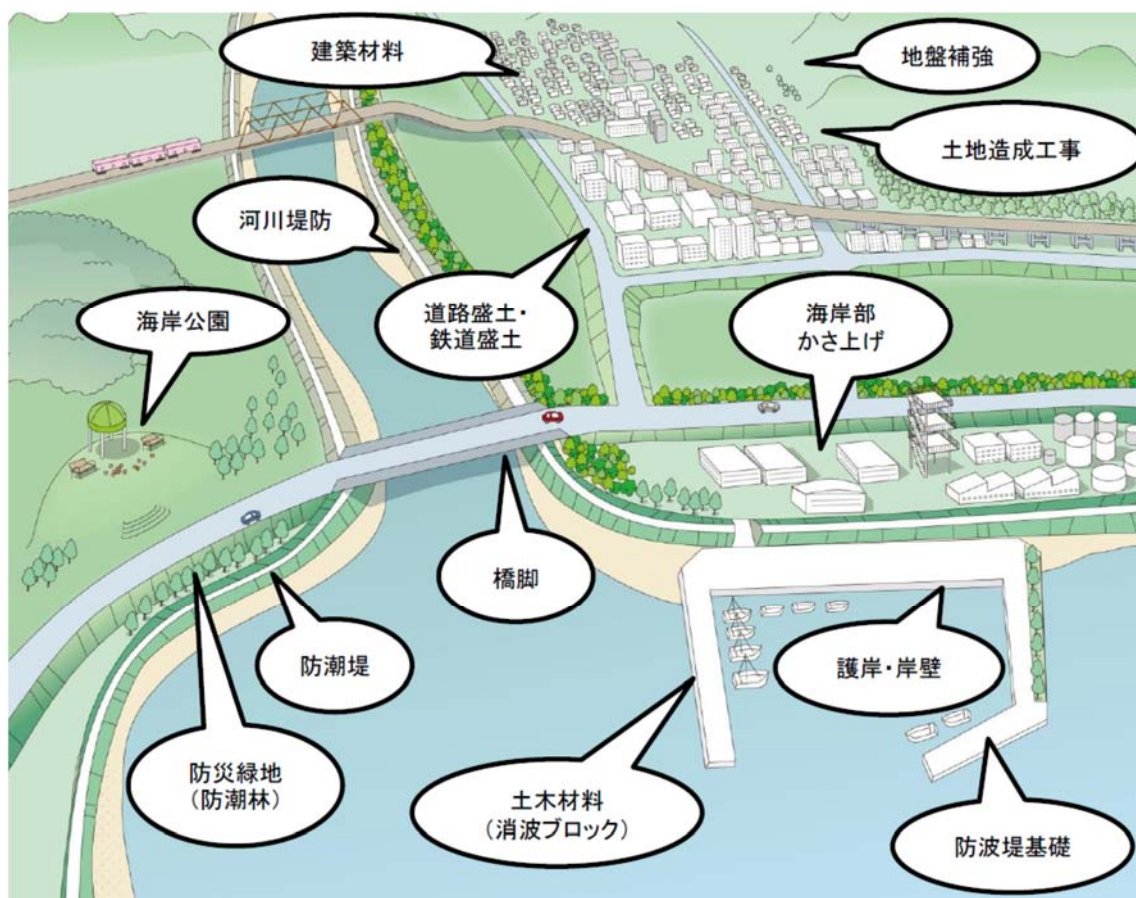 建築材料
地盤補強
土地造成工事
河川堤防
道路盛土・
鉄道盛土
海岸部
かさ上げ
海岸公園
橋脚
防潮堤
護岸・岸壁
防災緑地
（防潮林）
土木材料
（消波ブロック）
防波堤基礎